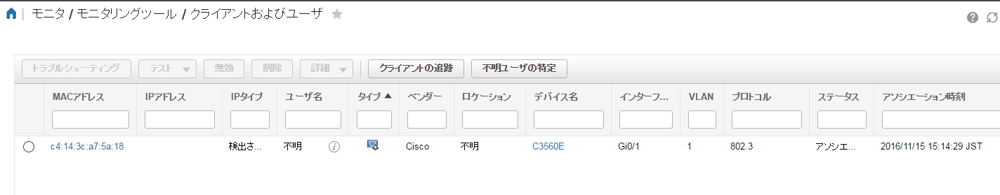 モニタ / モニタリングツール / クライアントおよびユーザ
トラブルシューティング テスト 無効 削除 詳細 クライアントの追跡 不明ユーザの特定
MACアドレス IPアドレス IPタイプ ユーザ名 タイプ ベンダー ロケーション デバイス名 インターフ... VLAN プロトコル ステータス アソシエーション時刻
c4:14:3c:a7:5a:18 検出さ... 不明 Cisco 不明 C3560E Gi0/1 1 802.3 アソシエ... 2016/11/15 15:14:29 JST